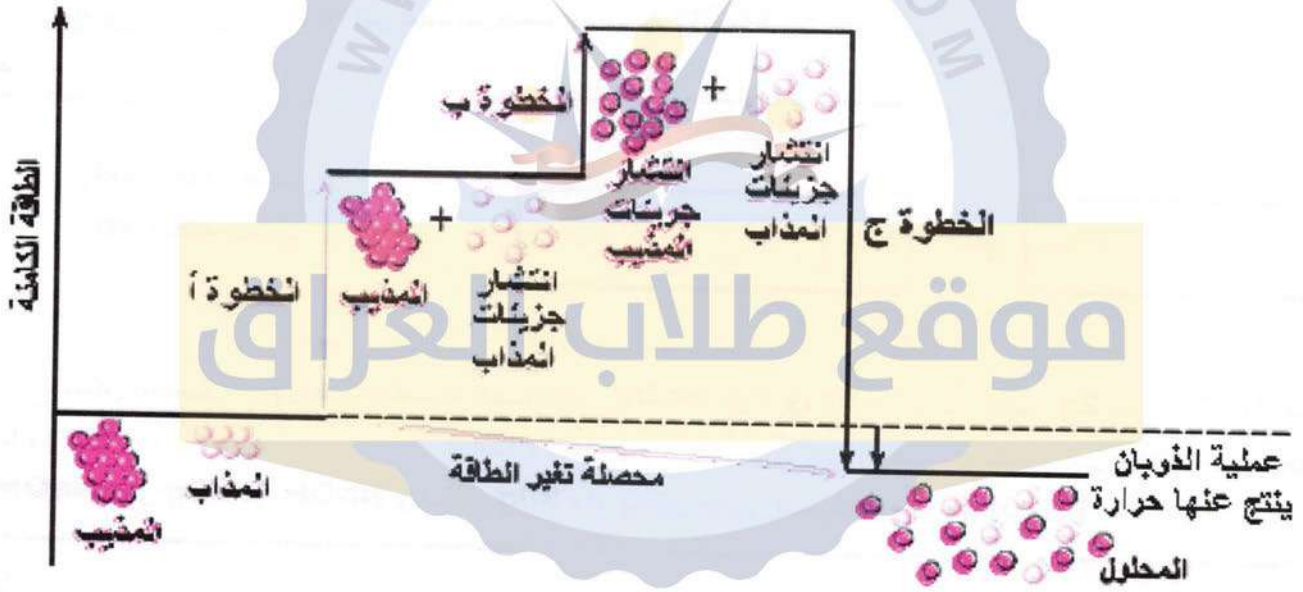 W
OM
الطاقة الكامنة
الخطوة ب
+
انتشار
جزيئات
المذيب
انتشار
جزيئات
المذاب
الخطوة ج
الخطوة أ
المذيب
+
انتشار
جزيئات
المذاب
موقع طلاب العراق
المذيب
المذاب
محصلة تغير الطاقة
عملية الذوبان
ينتج عنها حرارة
المحلول